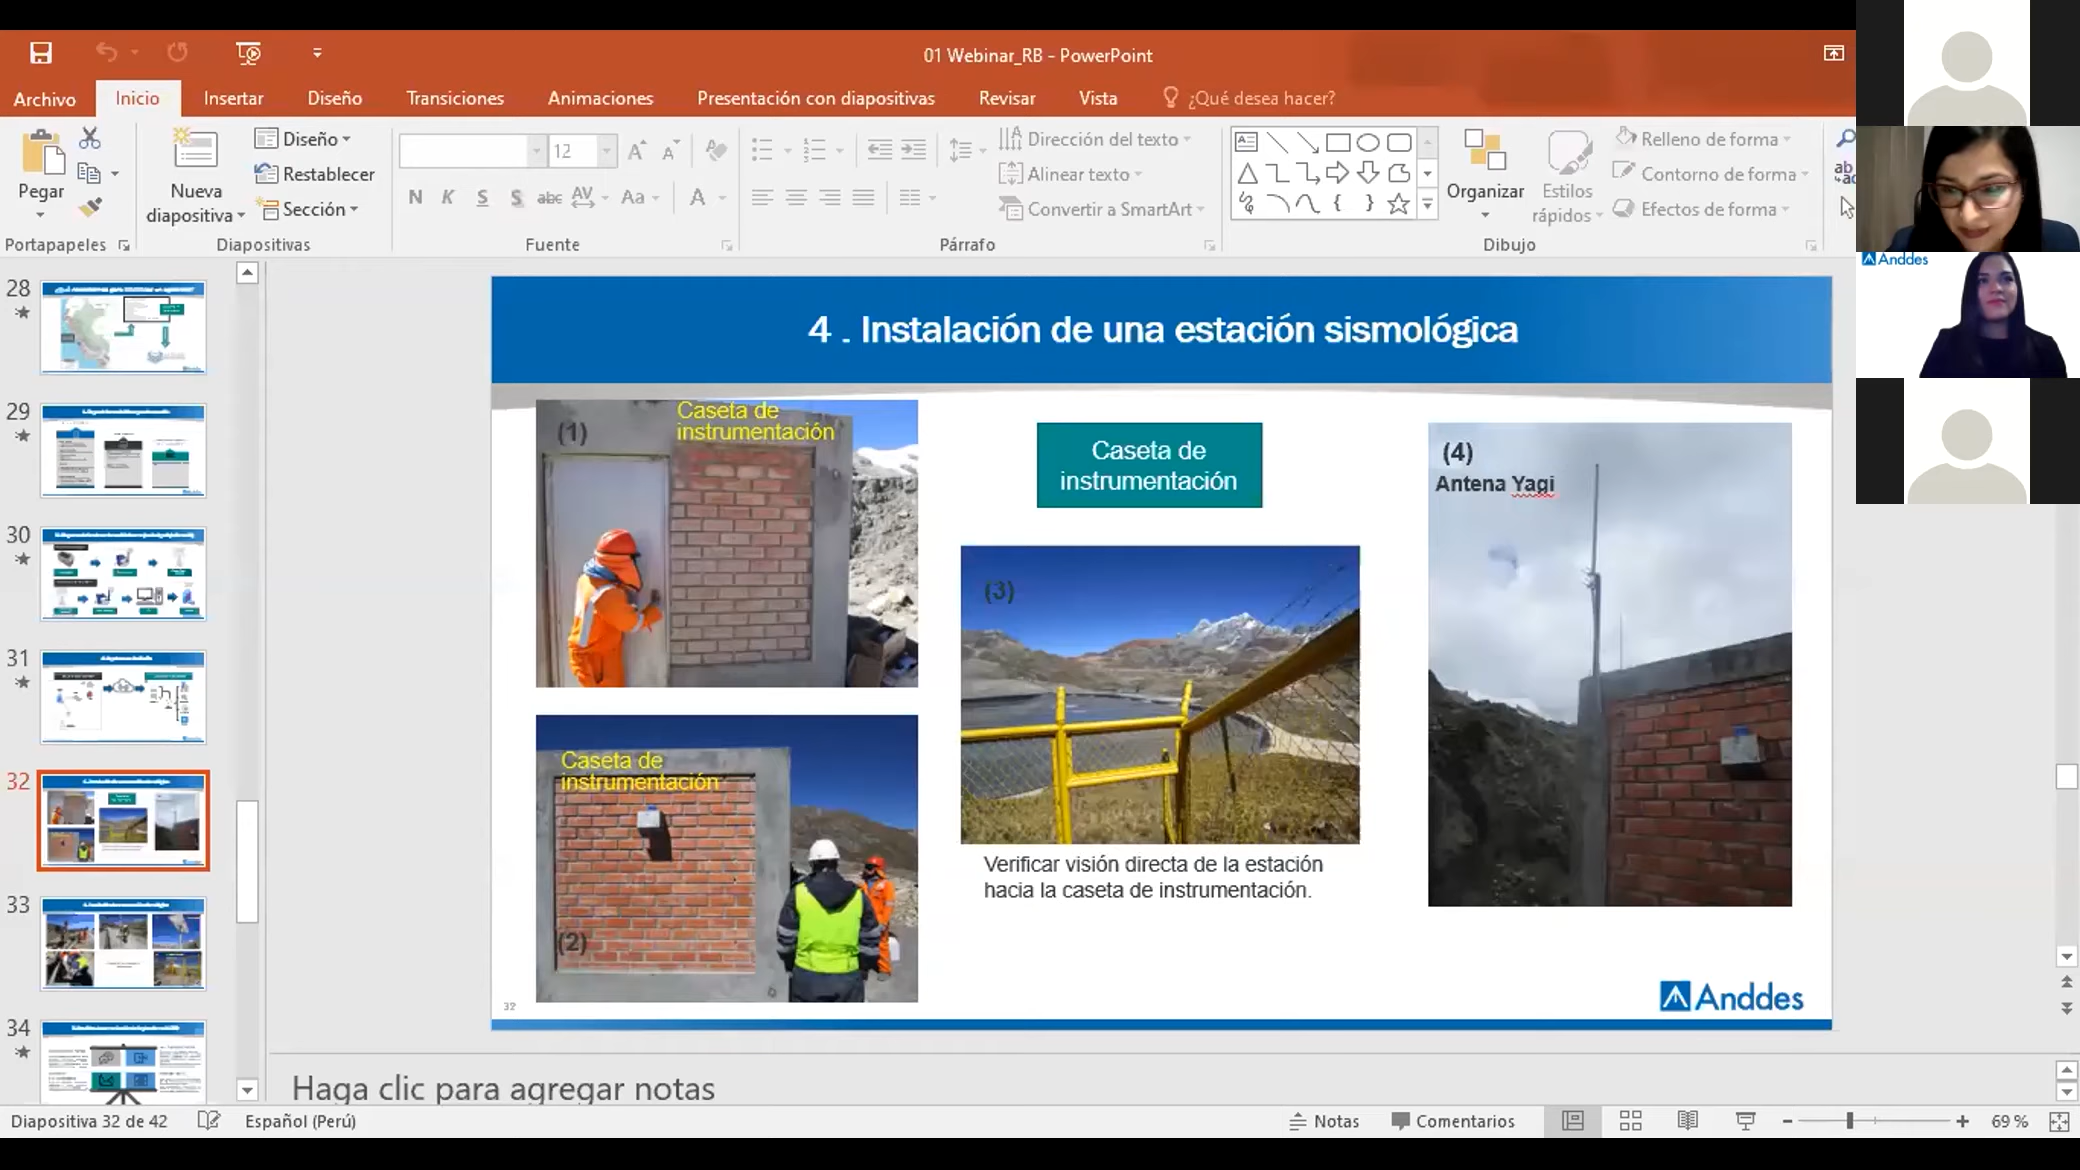 01 Webinar_RB - PowerPoint
Archivo
Inicio
Insertar
Diseño
Transiciones
Animaciones
Presentación con diapositivas
Revisar
Vista
¿Qué desea hacer?
Pegar
Nueva
diapositiva
Diseño
Restablecer
Sección
12
N K S S abc AV Aa A
Dirección del texto
Alinear texto
Convertir a SmartArt
Organizar
Estilos
rápidos
Relleno de forma
Contorno de forma
Efectos de forma
Portapapeles
Diapositivas
Fuente
Párrafo
Dibujo
Anddes
28
29
30
31
32
33
34
4 . Instalación de una estación sismológica
(1)
Caseta de
instrumentación
Caseta de
instrumentación
(4)
Antena Yagi
(3)
Caseta de
instrumentación
(2)
Verificar visión directa de la estación
hacia la caseta de instrumentación.
32
Anddes
Haga clic para agregar notas
Diapositiva 32 de 42
Español (Perú)
Notas
Comentarios
69 %